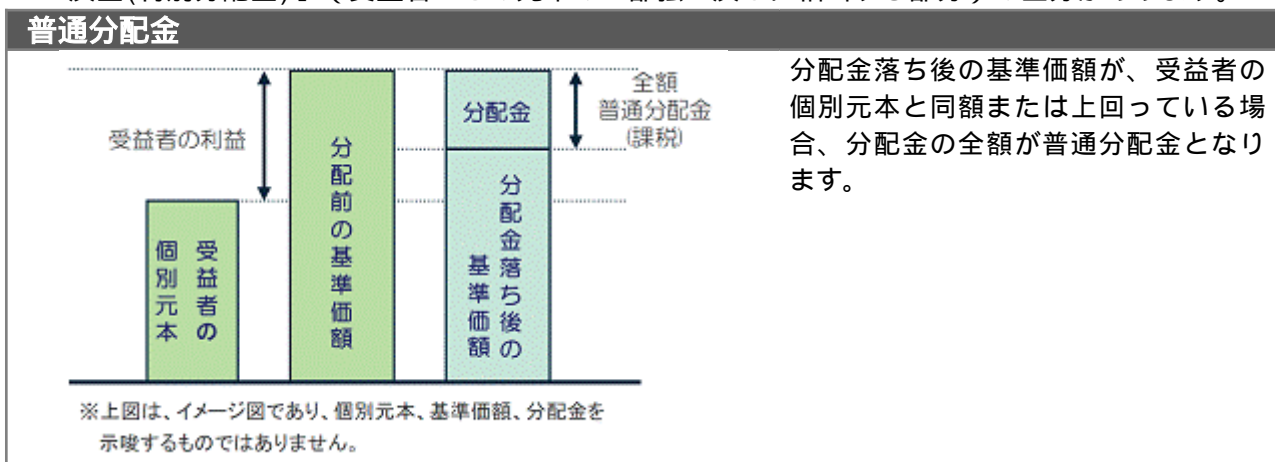 普通分配金
分配金落ち後の基準価額が、受益者の
個別元本と同額または上回っている場
合、分配金の全額が普通分配金となり
ます。
受益者の利益
受益者の
個別元本
分配前の基準価額
分配金
分配金落ち後の
基準価額
全額
普通分配金
(課税)
※上図は、イメージ図であり、個別元本、基準価額、分配金を
示唆するものではありません。